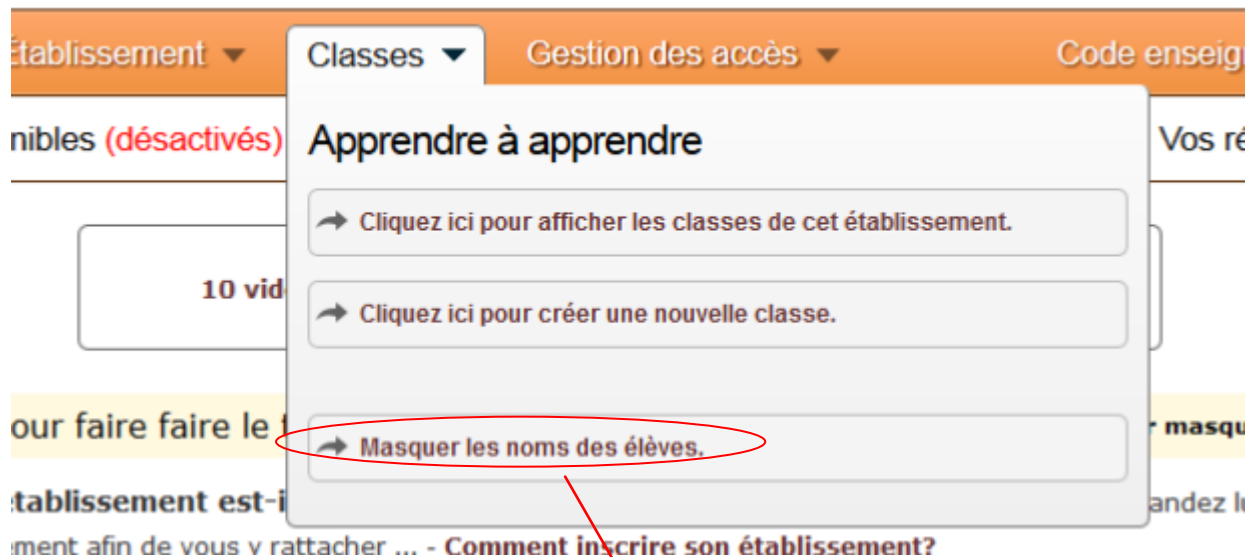 Établissement Classes Gestion des accès Code enseig
nibles (désactivés) Vos ré
Apprendre à apprendre
Cliquez ici pour afficher les classes de cet établissement.
10 vid
Cliquez ici pour créer une nouvelle classe.
our faire faire le masqu
Masquer les noms des élèves.
tablissement est-i andez
ement afin de vous y rattacher ... - Comment inscrire son établissement?